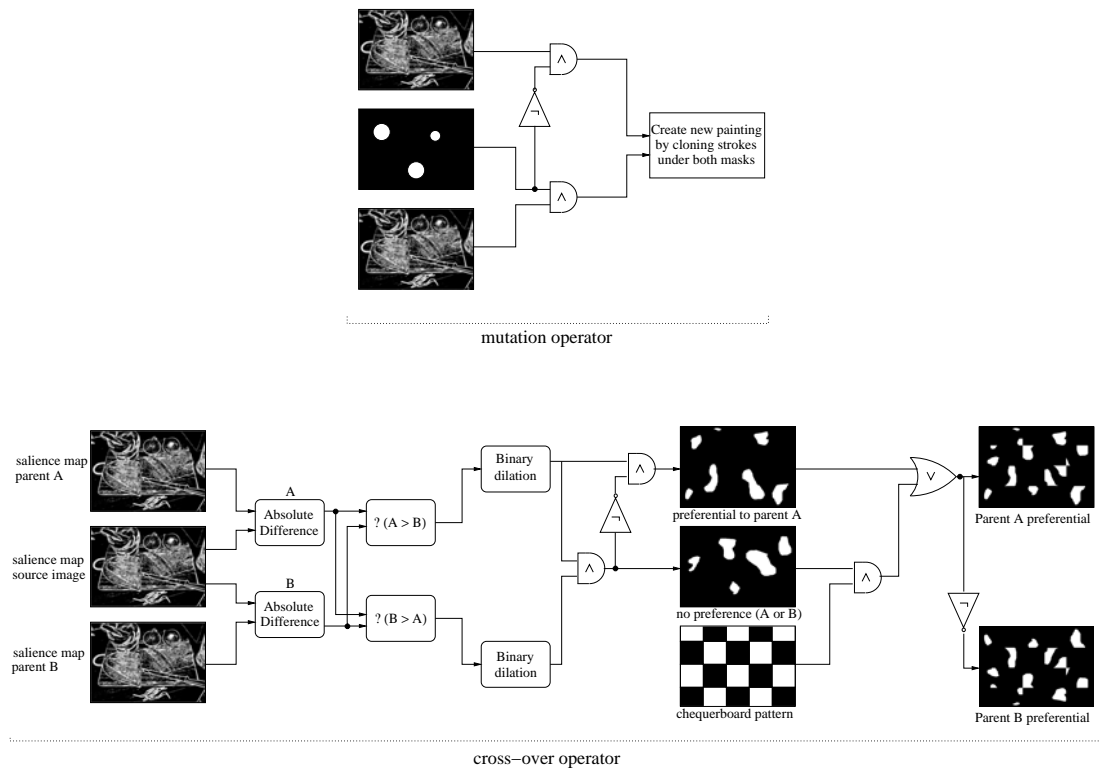 ∧
¬
Create new painting
by cloning strokes
under both masks
∧
mutation operator
salience map
parent A
salience map
source image
salience map
parent B
A
Absolute
Difference
B
Absolute
Difference
? (A > B)
? (B > A)
Binary
dilation
Binary
dilation
∧
¬
∧
preferential to parent A
no preference (A or B)
chequerboard pattern
∧
∨
¬
Parent A preferential
Parent B preferential
cross−over operator